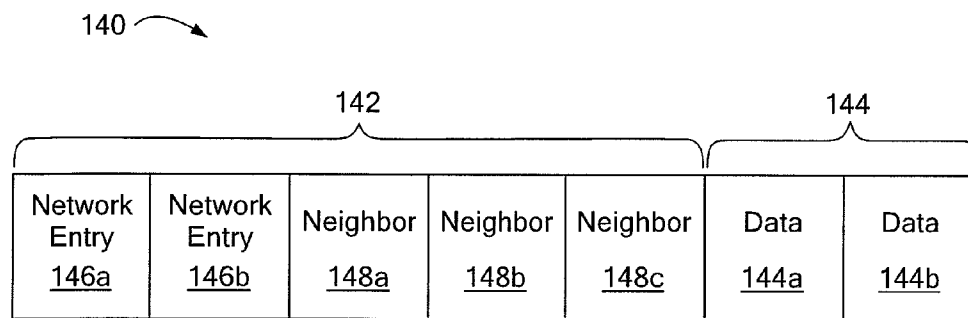 140
142
144
Network Entry 146a
Network Entry 146b
Neighbor 148a
Neighbor 148b
Neighbor 148c
Data 144a
Data 144b